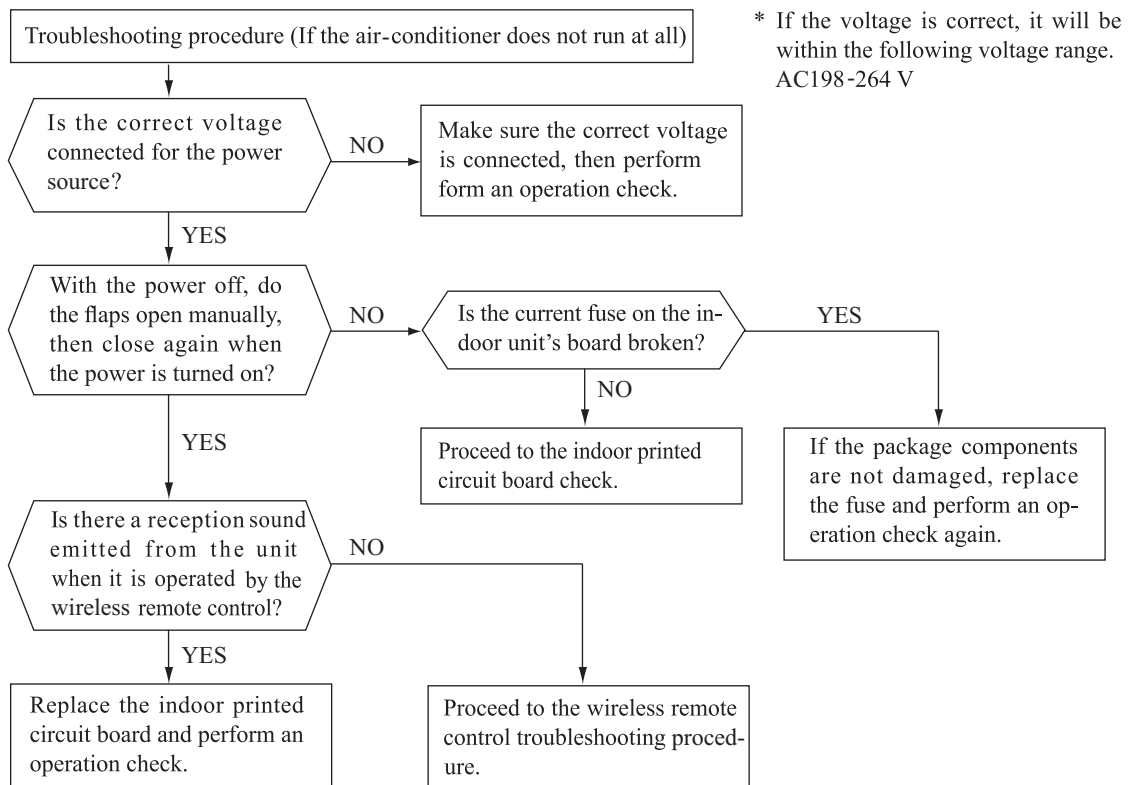 Troubleshooting procedure (If the air-conditioner does not run at all)
* If the voltage is correct, it will be
within the following voltage range.
AC198-264 V
Is the correct voltage
connected for the power
source?
NO
Make sure the correct voltage
is connected, then perform
form an operation check.
YES
With the power off, do
the flaps open manually,
then close again when
the power is turned on?
NO
Is the current fuse on the in-
door unit's board broken?
YES
NO
YES
Proceed to the indoor printed
circuit board check.
If the package components
are not damaged, replace
the fuse and perform an op-
eration check again.
Is there a reception sound
emitted from the unit
when it is operated by the
wireless remote control?
NO
YES
Replace the indoor printed
circuit board and perform an
operation check.
Proceed to the wireless remote
control troubleshooting proced-
ure.